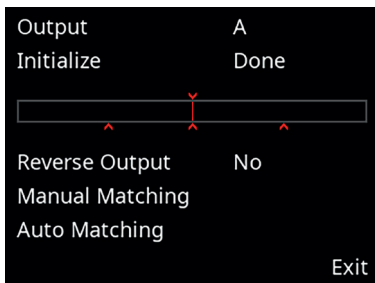 Output A
Initialize Done
Reverse Output No
Manual Matching
Auto Matching
Exit